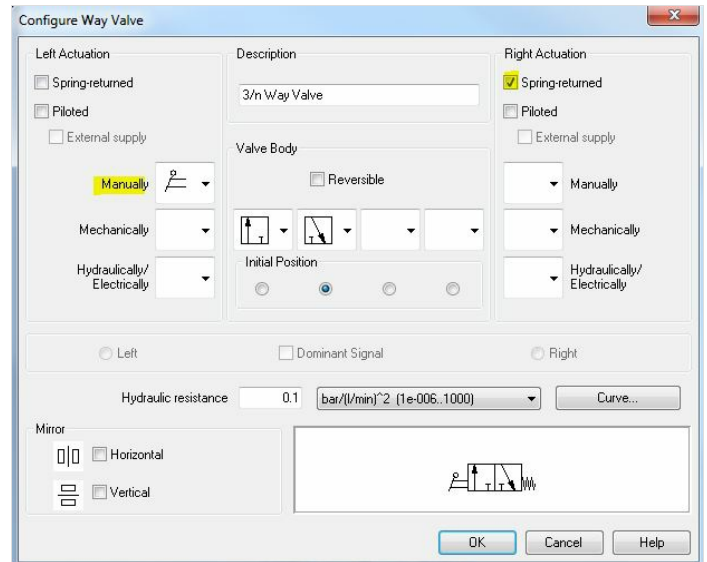 Configure Way Valve
Left Actuation
Spring-returned
Piloted
External supply
Manually
Mechanically
Hydraulically/
Electrically
Description
3/n Way Valve
Valve Body
Reversible
T
T
Initial Position
Right Actuation
Spring-returned
Piloted
External supply
Manually
Mechanically
Hydraulically/
Electrically
Left
Dominant Signal
Right
Hydraulic resistance 0.1 bar/(l/min)^2 (1e-006..1000) Curve...
Mirror
Horizontal
Vertical
T T
OK Cancel Help